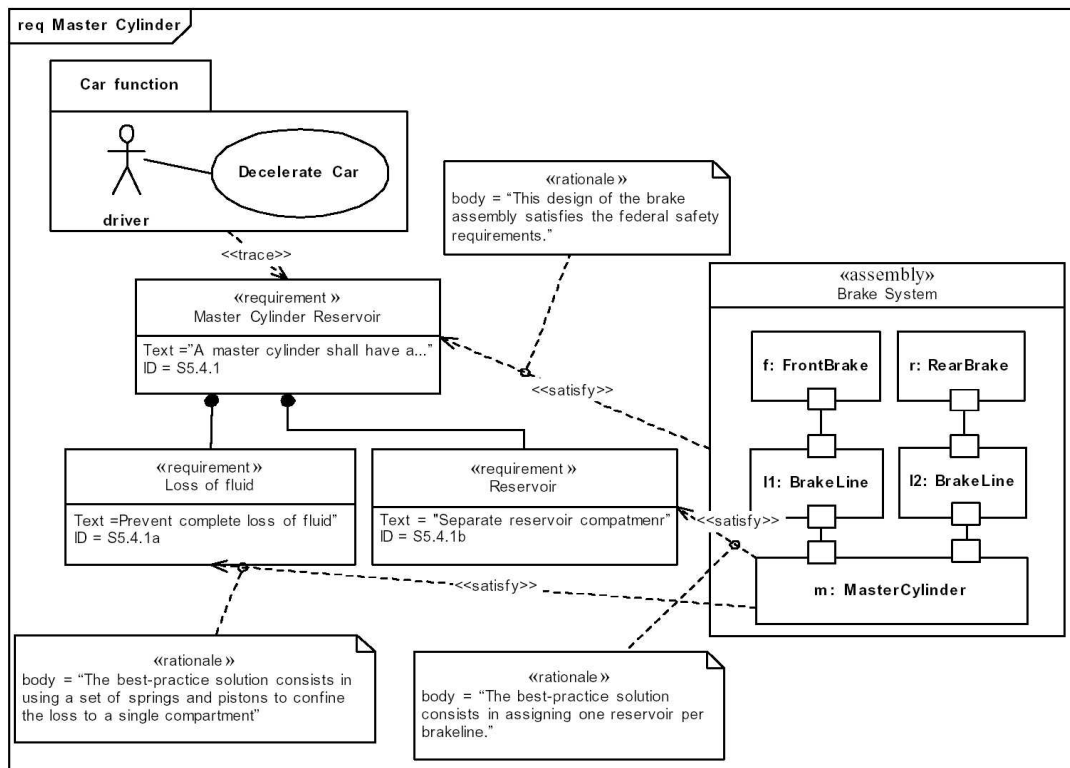 req Master Cylinder
Car function
Decelerate Car
driver
<<trace>>
«rationale»
body = “This design of the brake
assembly satisfies the federal safety
requirements.”
«requirement »
Master Cylinder Reservoir
Text =”A master cylinder shall have a...”
ID = S5.4.1
<<satisfy>>
«assembly»
Brake System
f: FrontBrake
r: RearBrake
l1: BrakeLine
l2: BrakeLine
m: MasterCylinder
«requirement »
Loss of fluid
Text =Prevent complete loss of fluid”
ID = S5.4.1a
«requirement »
Reservoir
Text = "Separate reservoir compatmenr”
ID = S5.4.1b
<<satisfy>>
<<satisfy>>
«rationale »
body = “The best-practice solution consists in
using a set of springs and pistons to confine
the loss to a single compartment”
«rationale »
body = “The best-practice solution
consists in assigning one reservoir per
brakeline.”